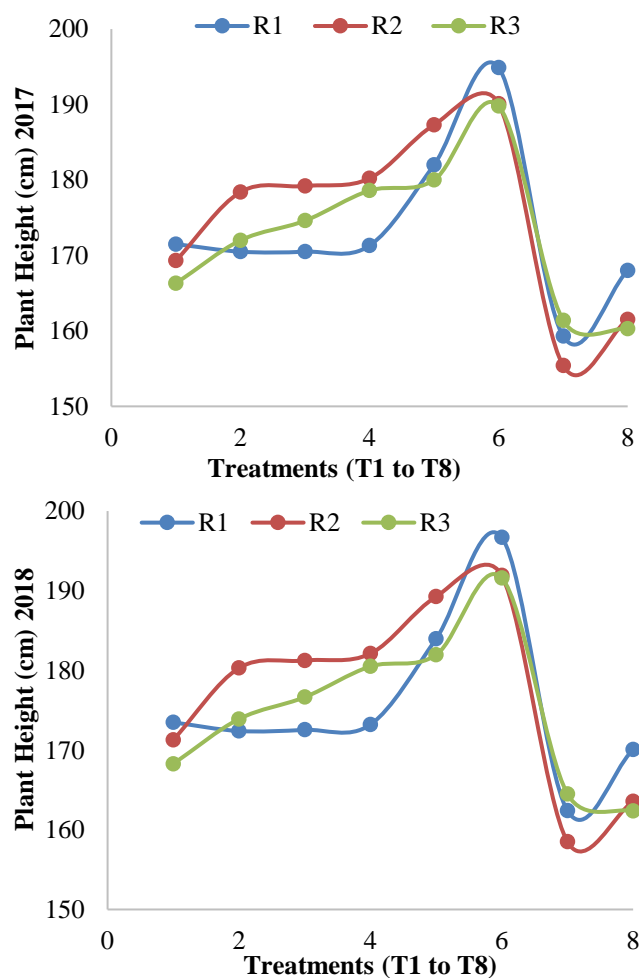 200
R1 R2 R3
190
180
170
160
150
0 2 4 6 8
Plant Height (cm) 2017
Treatments (T1 to T8)
200
R1 R2 R3
190
180
170
160
150
0 2 4 6 8
Plant Height (cm) 2018
Treatments (T1 to T8)